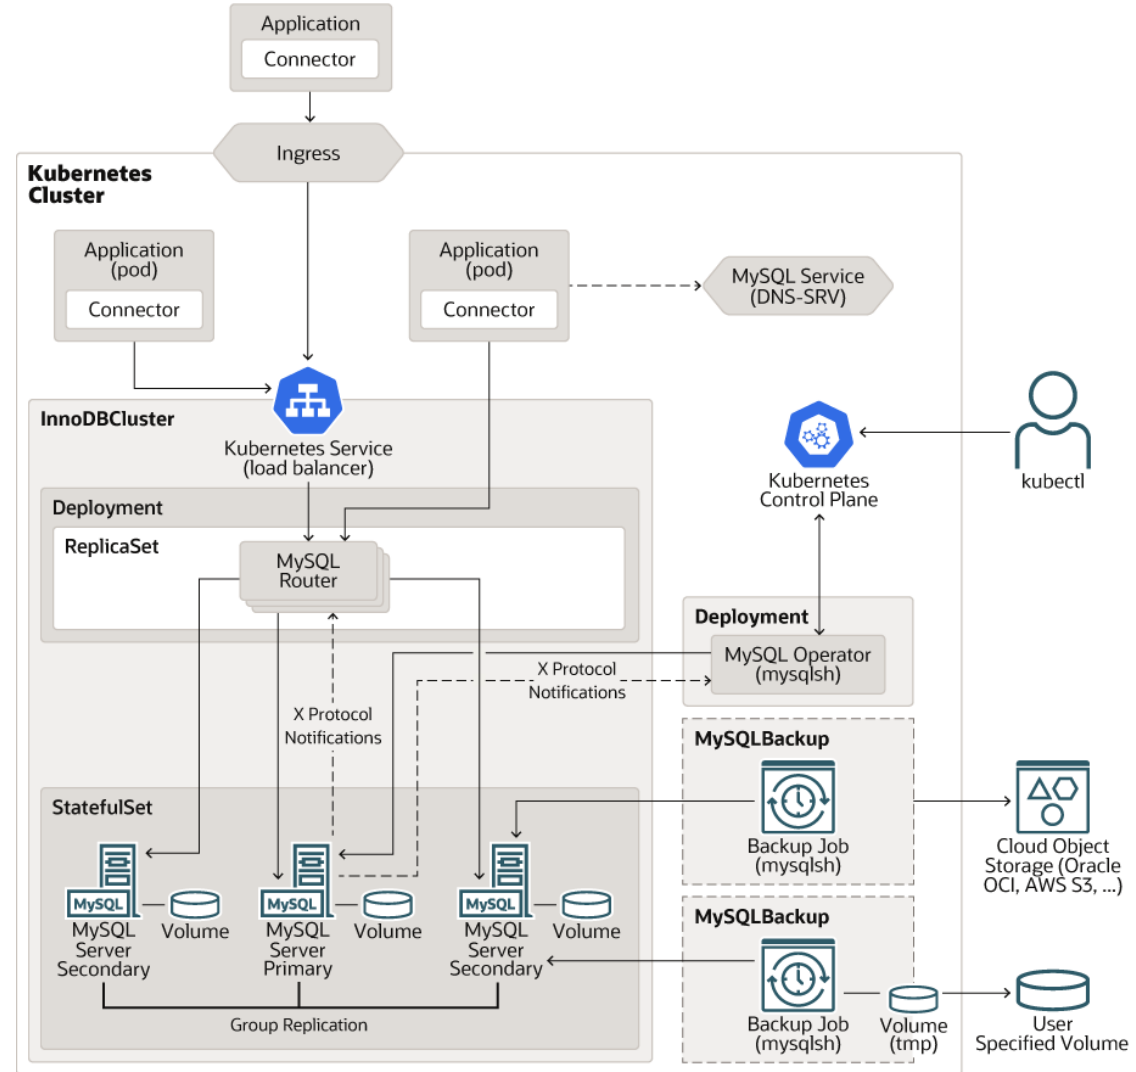 Application
Connector
Ingress
Kubernetes
Cluster
Application
(pod)
Connector
Application
(pod)
Connector
MySQL Service
(DNS-SRV)
InnoDBCluster
Kubernetes Service
(load balancer)
Kubernetes
Control Plane
kubectl
Deployment
ReplicaSet
MySQL
Router
Deployment
MySQL Operator
(mysqlsh)
X Protocol
Notifications
X Protocol
Notifications
MySQLBackup
Backup Job
(mysqlsh)
Cloud Object
Storage (Oracle
OCI, AWS S3, ...)
StatefulSet
MySQL
MySQL
Server
Secondary
Volume
MySQL
MySQL
Server
Primary
Volume
MySQL
MySQL
Server
Secondary
Volume
Group Replication
MySQLBackup
Backup Job
(mysqlsh)
Volume
(tmp)
User
Specified Volume